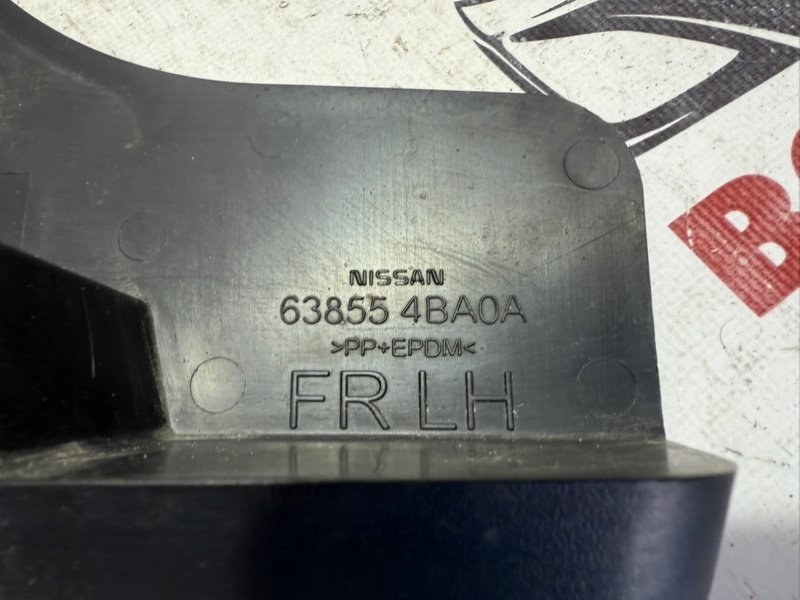 NISSAN
63855 4BA0A
>PP+EPDM<
FR LH